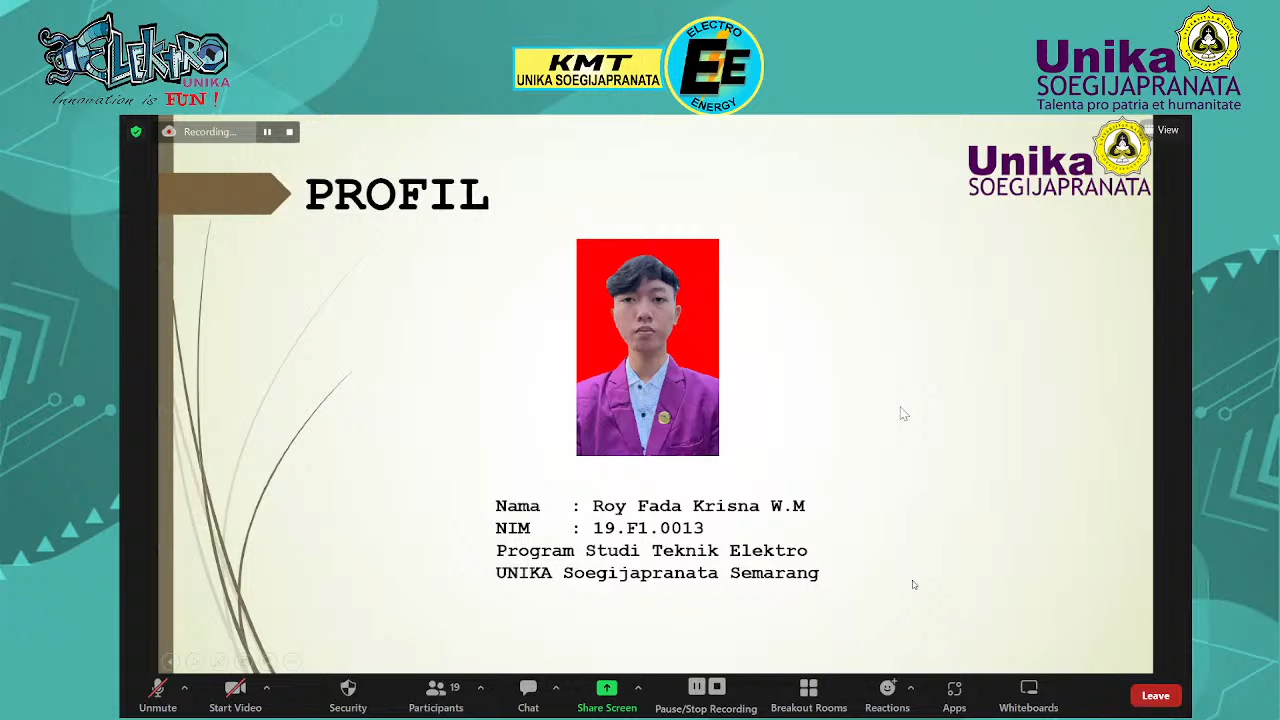 ELEKTRO
UNIKA
Innovation is FUN !
KMT
UNIKA SOEGIJAPRANATA
ELECTRO
EE
ENERGY
Unika
SOEGIJAPRANATA
Talenta pro patria et humanitate
Recording...
View
Unika
SOEGIJAPRANATA
PROFIL
Nama : Roy Fada Krisna W.M
NIM : 19.F1.0013
Program Studi Teknik Elektro
UNIKA Soegijapranata Semarang
Unmute
Start Video
Security
Participants
19
Chat
Share Screen
Pause/Stop Recording
Breakout Rooms
Reactions
Apps
Whiteboards
Leave